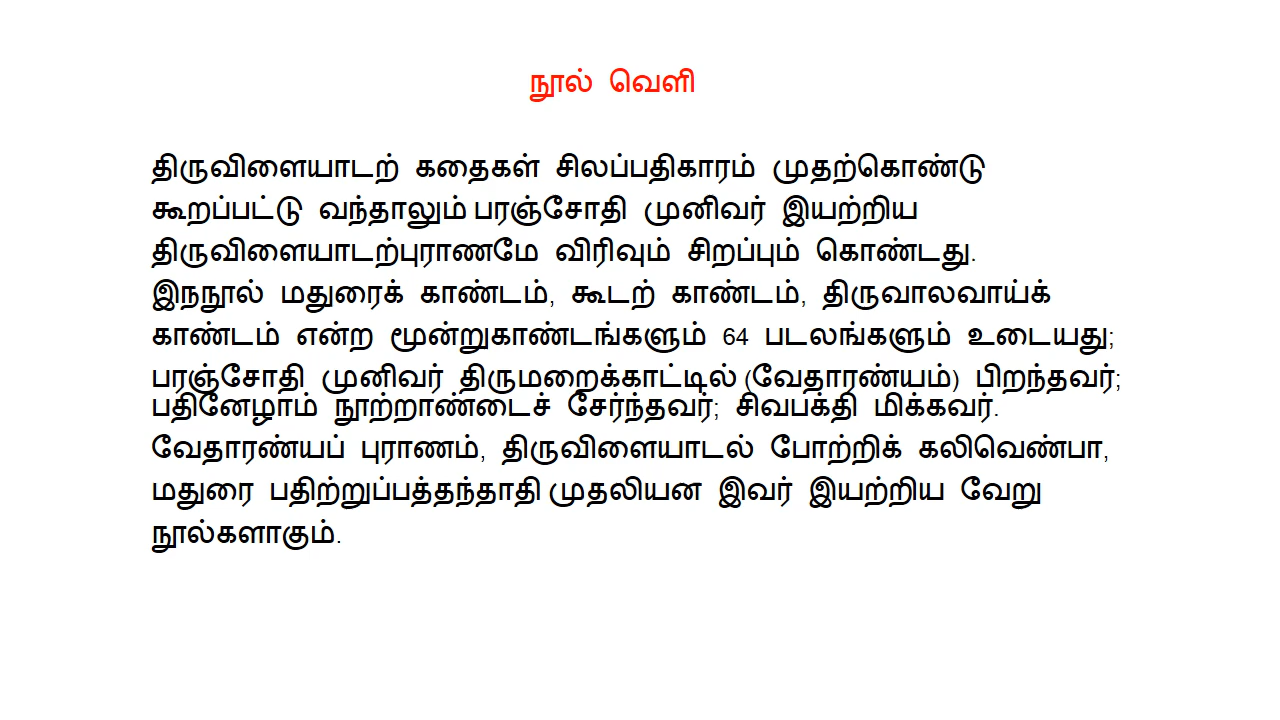 நூல் வெளி
திருவிளையாடற் கதைகள் சிலப்பதிகாரம் முதற்கொண்டு
கூறப்பட்டு வந்தாலும் பரஞ்சோதி முனிவர் இயற்றிய
திருவிளையாடற்புராணமே விரிவும் சிறப்பும் கொண்டது.
இநநூல் மதுரைக் காண்டம், கூடற் காண்டம், திருவாலவாய்க்
காண்டம் என்ற மூன்றுகாண்டங்களும் 64 படலங்களும் உடையது;
பரஞ்சோதி முனிவர் திருமறைக்காட்டில் (வேதாரண்யம்) பிறந்தவர்;
பதினேழாம் நூற்றாண்டைச் சேர்ந்தவர்; சிவபக்தி மிக்கவர்.
வேதாரண்யப் புராணம், திருவிளையாடல் போற்றிக் கலிவெண்பா,
மதுரை பதிற்றுப்பத்தந்தாதி முதலியன இவர் இயற்றிய வேறு
நூல்களாகும்.